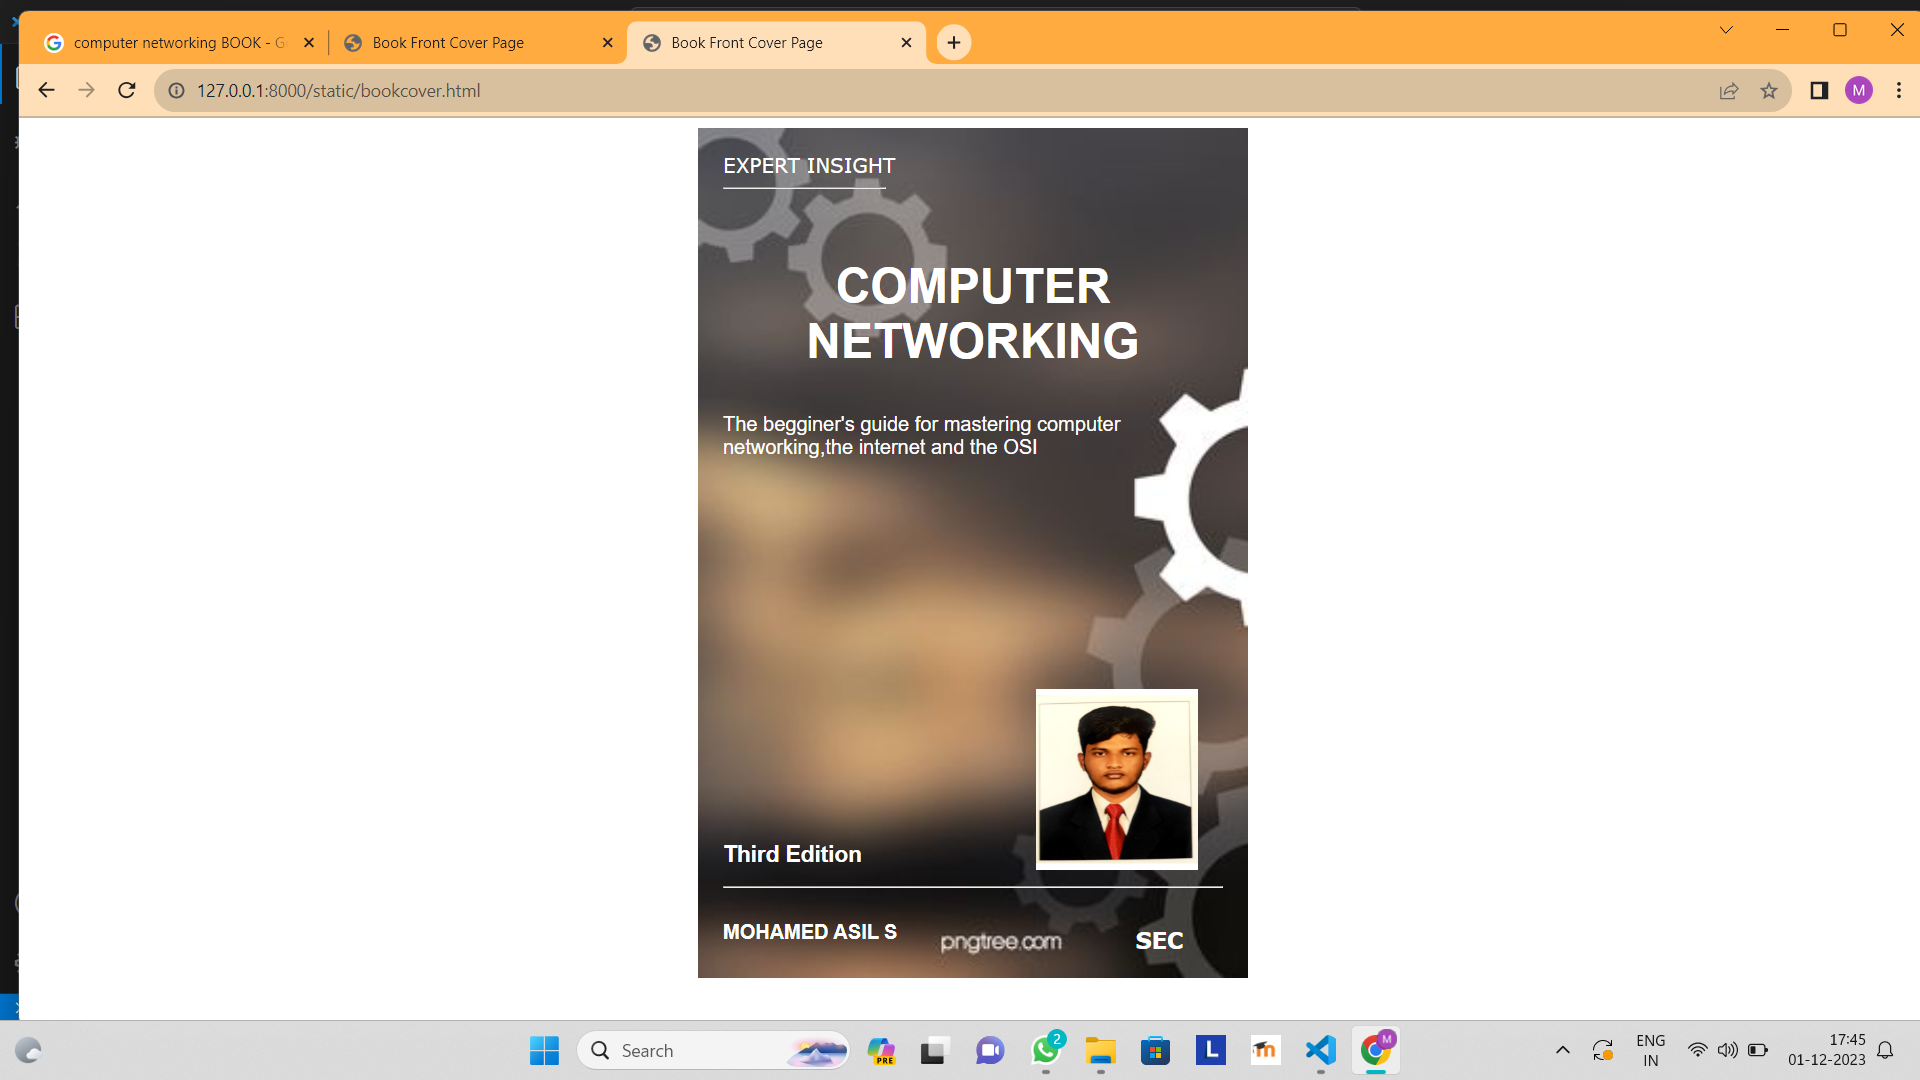 computer networking BOOK - G
Book Front Cover Page
Book Front Cover Page
127.0.0.1:8000/static/bookcover.html
M
EXPERT INSIGHT
COMPUTER
NETWORKING
The begginer's guide for mastering computer
networking,the internet and the OSI
Third Edition
MOHAMED ASIL S
pngtree.com
SEC
Search
PRE
2
L
M
ENG
IN
17:45
01-12-2023